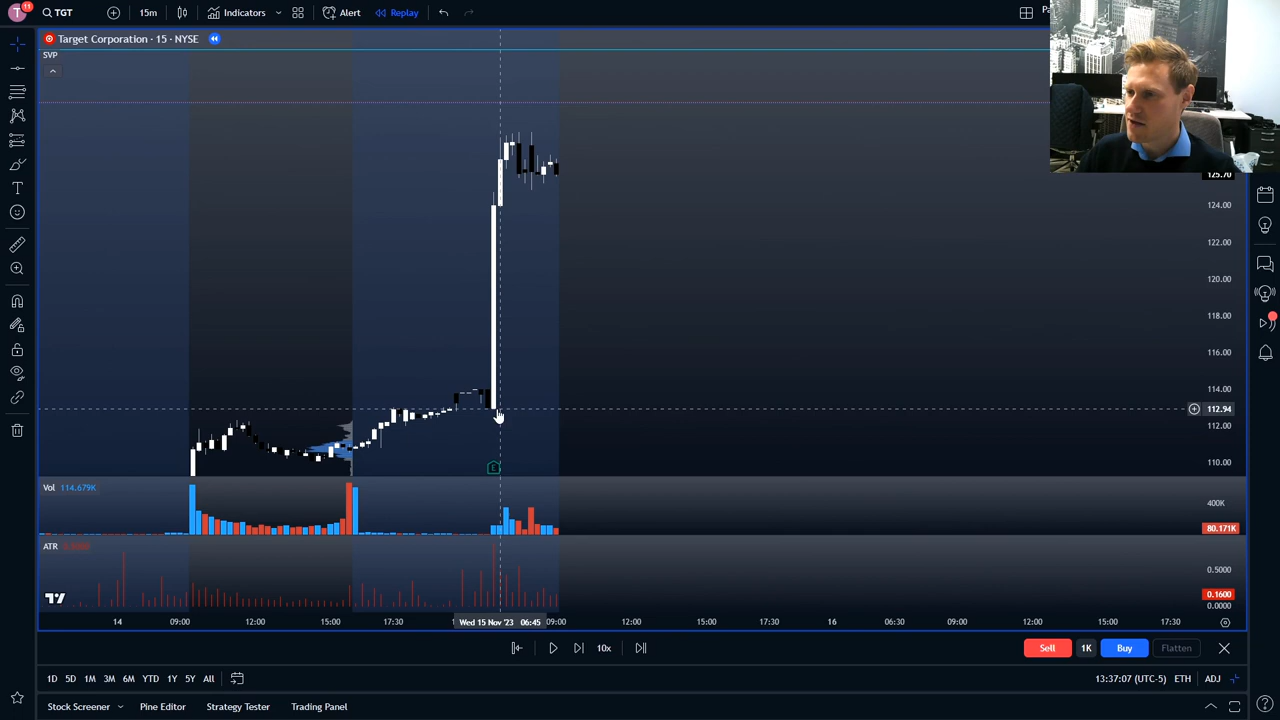 T 11 TGT 15m Indicators Alert Replay Pa
Target Corporation · 15 · NYSE
SVP
125.70
124.00
122.00
120.00
118.00
116.00
114.00
112.94
112.00
110.00
Vol 114.679K
400K
80.171K
ATR
0.5000
0.1600
0.0000
E
14 09:00 12:00 15:00 17:30 Wed 15 Nov '23 06:45 09:00 12:00 15:00 17:30 16 06:30 09:00 12:00 15:00 17:30
10x Sell 1K Buy Flatten
1D 5D 1M 3M 6M YTD 1Y 5Y All 13:37:07 (UTC-5) ETH ADJ
Stock Screener Pine Editor Strategy Tester Trading Panel